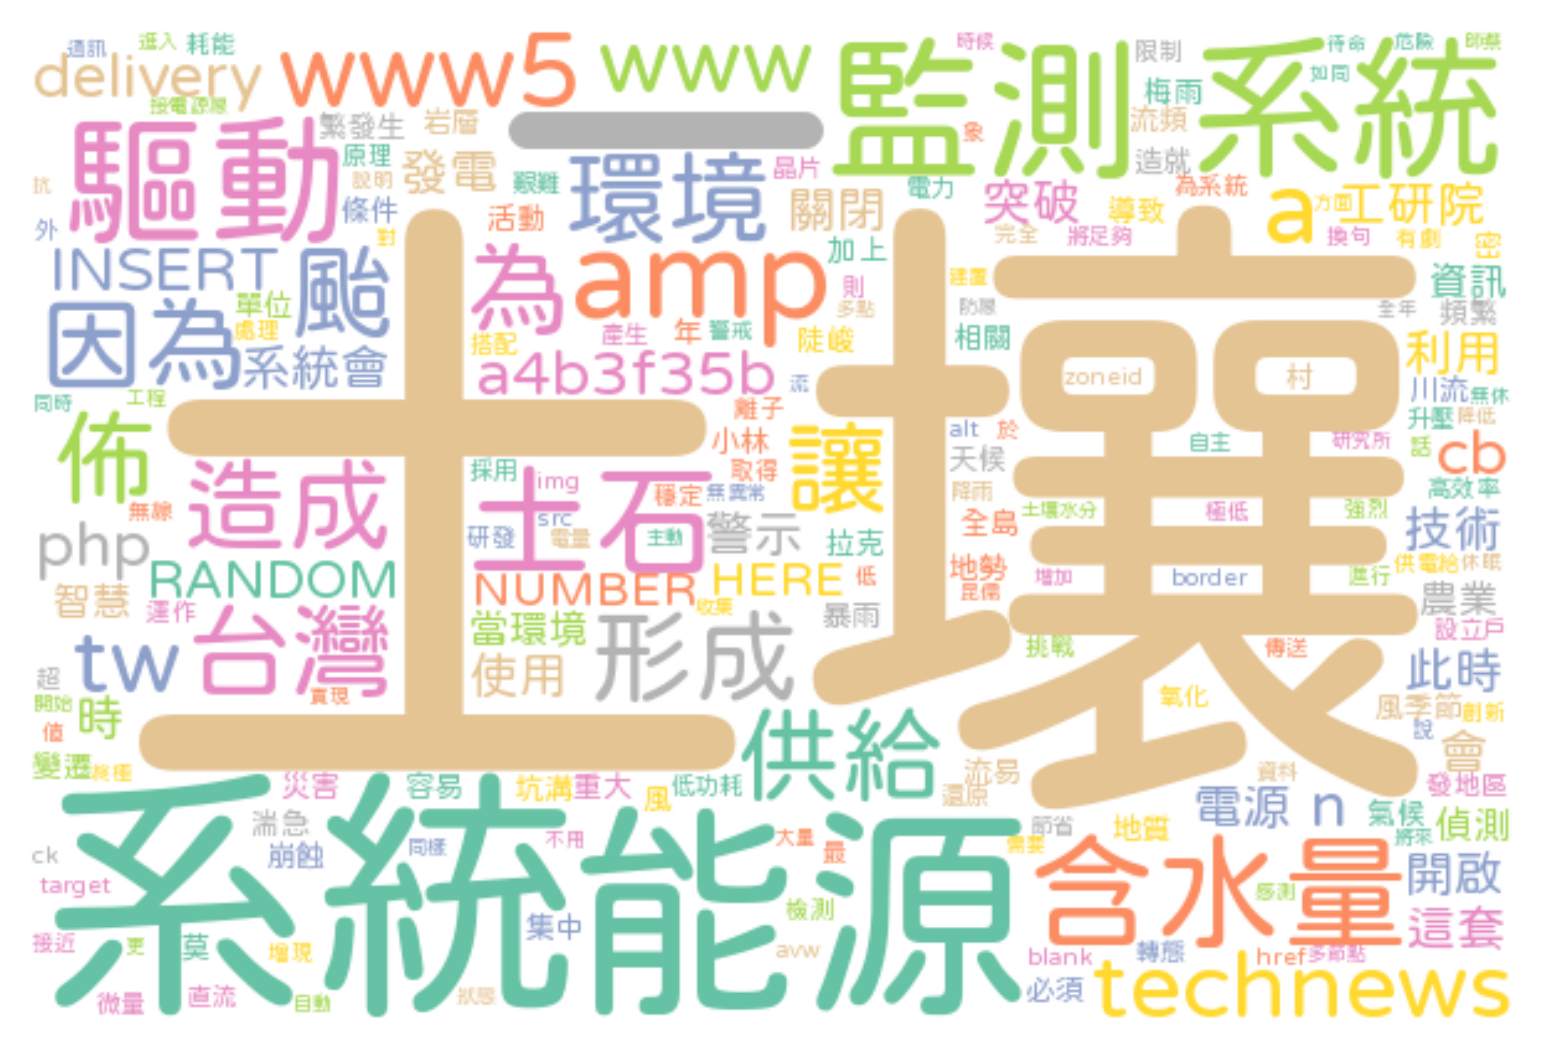 通訊
進入
耗能
delivery
www5
www
監測
系統
時候
限制
待命
危險
如同
接電源房
梅雨
驅動
繁發生
岩層
一
象
流頻
造就
原理
發電
艱難
環境
晶片
電力
為系統
抗
說明
條件
活動
關閉
突破
導致
a
方面
工研院
外
對
完全
將足夠
換句
有劇
密
INSERT
颱
為
amp
加上
則
建置
資訊
單位
多點
全年
頻繁
因為
處理
系統會
產生
年
警戒
搭配
陡峭
相關
利用
a4b3f35b
流
zoneid
村
川流
無休
同時
工程
土壤
離子
升壓
降低
佈
小林
讓
alt
於
自主
研究所
話
cb
造成
採用
img
取得
天候
土石
穩定
無異常
降雨
高效率
無線
src
土壤水分
極低
強烈
php
研發
電量
主動
警示
拉克
全島
技術
RANDOM
NUMBER
HERE
低
地勢
增加
border
進行
供電給
休眠
智慧
運作
收集
昆儒
農業
台灣
當環境
形成
暴雨
設立戶
tw
使用
挑戰
傳送
此時
超
實現
氧化
開始
時
風季節
創新
值
供給
說
變遷
會
災害
容易
坑溝
重大
低功耗
風
流易
還原
資料
發地區
系統
能源
電源
n
氣候
湍急
節省
地質
將來
偵測
ck
崩蝕
同樣
不用
大量
最
需要
含水量
開啟
target
檢測
感測
接近
更
莫
增現
集中
avw
這套
blank
轉態
href
多節點
微量
直流
自動
狀態
必須
technews